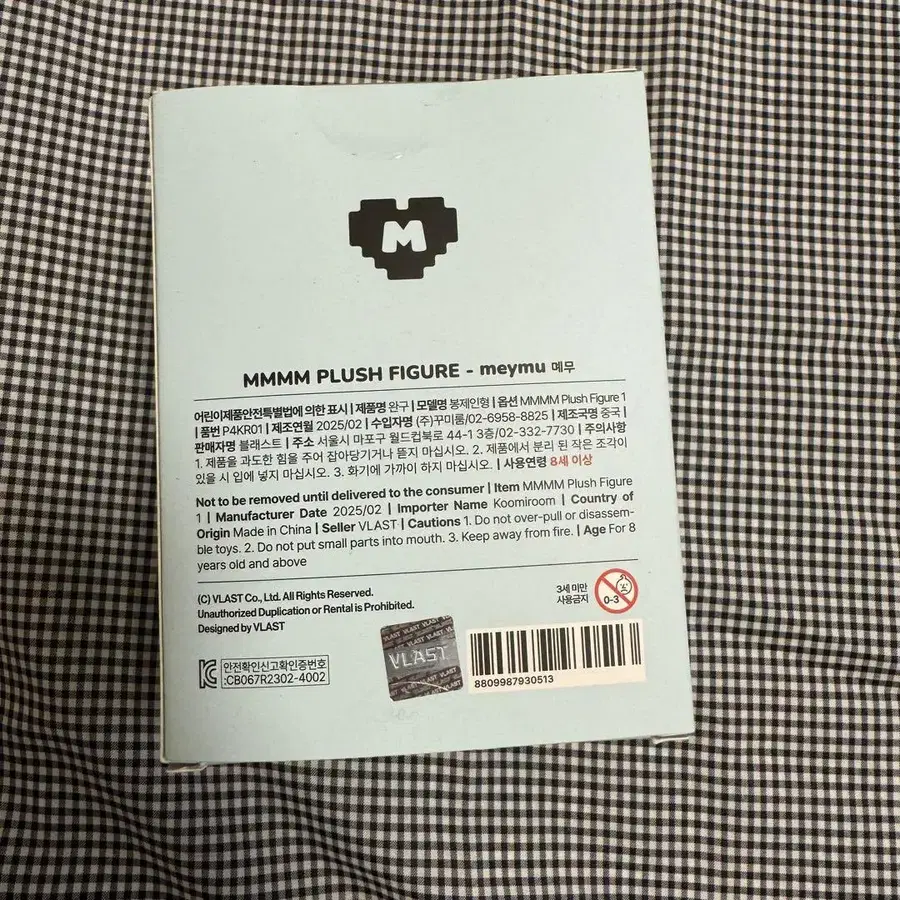 M
MMMM PLUSH FIGURE - meymu 메무
어린이제품안전특별법에 의한 표시 | 제품명 완구 | 모델명 봉제인형 | 옵션 MMMM Plush Figure 1
| 품번 P4KR01 | 제조연월 2025/02 | 수입자명 (주)꾸미룸/02-6958-8825 | 제조국명 중국 |
판매자명 블래스트 | 주소 서울시 마포구 월드컵북로 44-1 3층/02-332-7730 | 주의사항
1. 제품을 과도한 힘을 주어 잡아당기거나 뜯지 마십시오. 2. 제품에서 분리 된 작은 조각이
있을 시 입에 넣지 마십시오. 3. 화기에 가까이 하지 마십시오. | 사용연령 8세 이상
Not to be removed until delivered to the consumer | Item MMMM Plush Figure
1 | Manufacturer Date 2025/02 | Importer Name Koomiroom | Country of
Origin Made in China | Seller VLAST | Cautions 1. Do not over-pull or disassem-
ble toys. 2. Do not put small parts into mouth. 3. Keep away from fire. | Age For 8
years old and above
(C) VLAST Co., Ltd. All Rights Reserved.
Unauthorized Duplication or Rental is Prohibited.
Designed by VLAST
3세 미만
사용금지
0-3
안전확인신고확인증번호
:CB067R2302-4002
VLAST
8809987930513